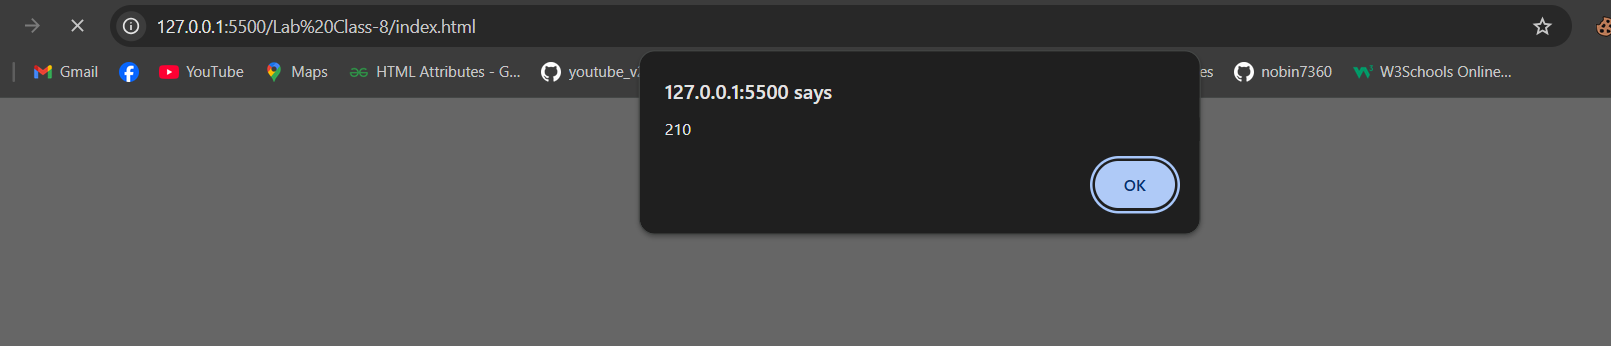 127.0.0.1:5500/Lab%20Class-8/index.html
Gmail YouTube Maps HTML Attributes - G... youtube_v. es nobin7360 W3Schools Online...
127.0.0.1:5500 says
210
OK